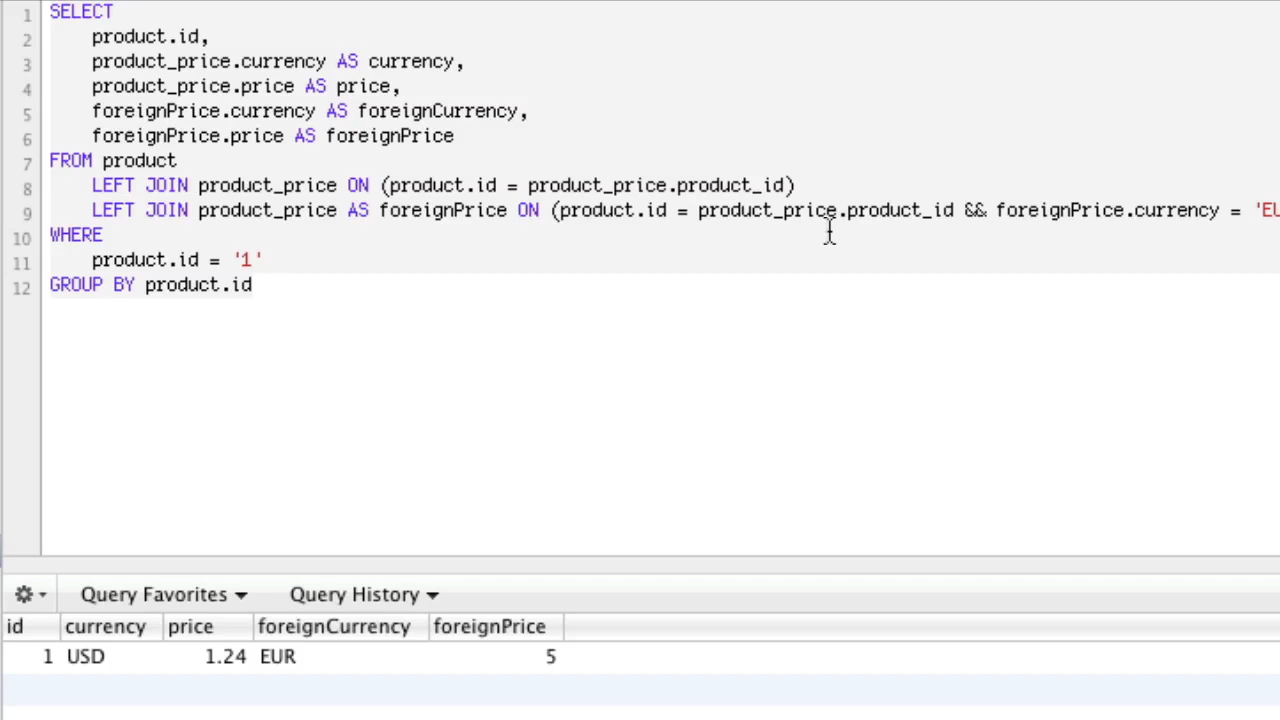 1 SELECT
2 product.id,
3 product_price.currency AS currency,
4 product_price.price AS price,
5 foreignPrice.currency AS foreignCurrency,
6 foreignPrice.price AS foreignPrice
7 FROM product
8 LEFT JOIN product_price ON (product.id = product_price.product_id)
9 LEFT JOIN product_price AS foreignPrice ON (product.id = product_price.product_id && foreignPrice.currency = 'EU
10 WHERE
11 product.id = '1'
12 GROUP BY product.id
Query Favorites Query History
id currency price foreignCurrency foreignPrice
1 USD 1.24 EUR 5